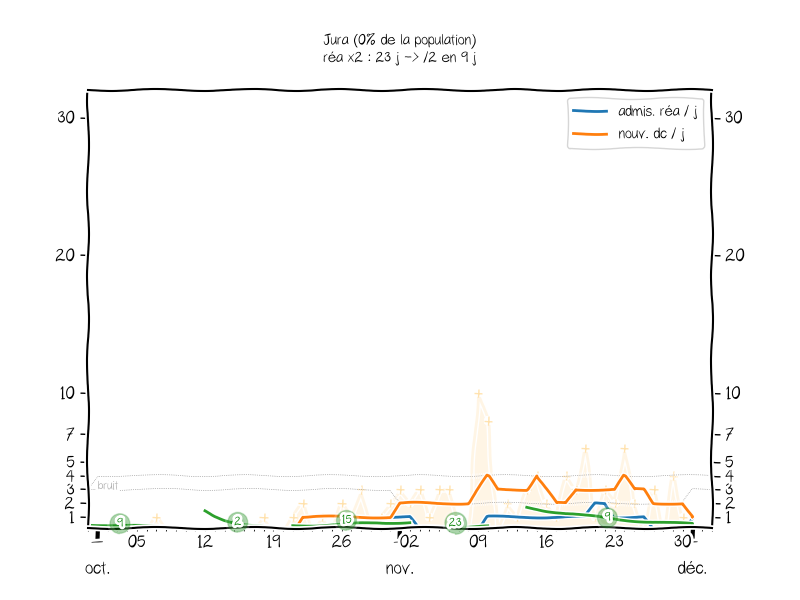 Jura (0% de la population)
réa x2 : 23 j -> /2 en 9 j
admis. réa / j
nouv. dc / j
30 30
20 20
10 10
7 7
5 5
4 4
3 bruit 3
2 2
1 9 2 15 23 9 1
05 12 19 26 02 09 16 23 30
oct. nov. déc.